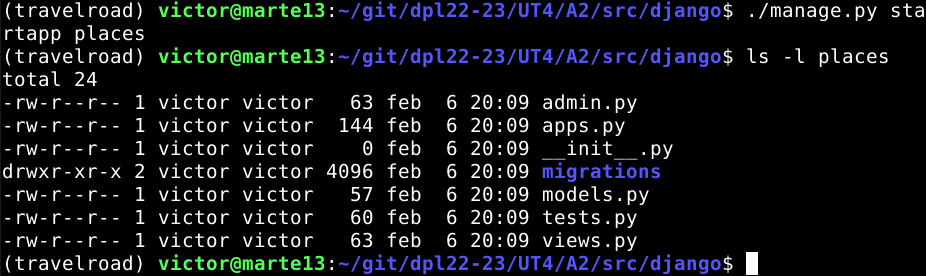 (travelroad) victor@marte13:~/git/dpl22-23/UT4/A2/src/django$ ./manage.py sta
rtapp places
(travelroad) victor@marte13:~/git/dpl22-23/UT4/A2/src/django$ ls -l places
total 24
-rw-r--r-- 1 victor victor   63 feb  6 20:09 admin.py
-rw-r--r-- 1 victor victor  144 feb  6 20:09 apps.py
-rw-r--r-- 1 victor victor    0 feb  6 20:09 __init__.py
drwxr-xr-x 2 victor victor 4096 feb  6 20:09 migrations
-rw-r--r-- 1 victor victor   57 feb  6 20:09 models.py
-rw-r--r-- 1 victor victor   60 feb  6 20:09 tests.py
-rw-r--r-- 1 victor victor   63 feb  6 20:09 views.py
(travelroad) victor@marte13:~/git/dpl22-23/UT4/A2/src/django$